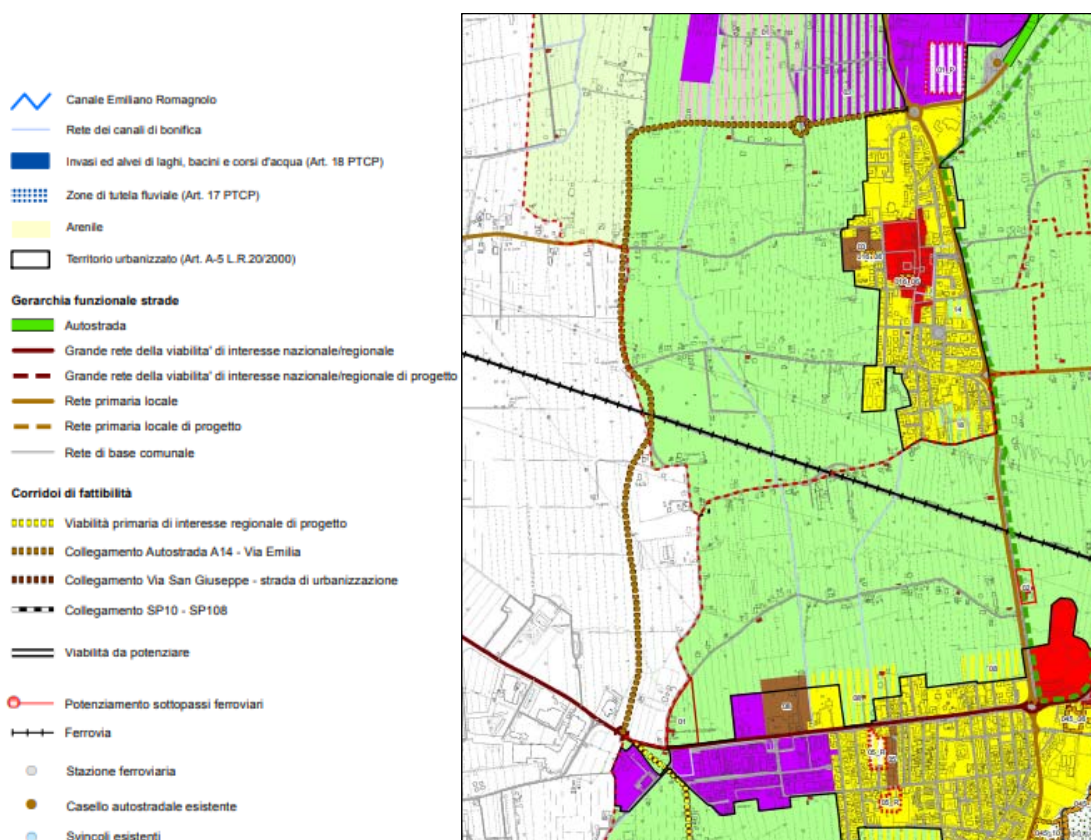 Canale Emiliano Romagnolo
Rete dei canali di bonifica
Invasi ed alvei di laghi, bacini e corsi d'acqua (Art. 18 PTCP)
Zone di tutela fluviale (Art. 17 PTCP)
Arenile
Territorio urbanizzato (Art. A-5 L.R.20/2000)
Gerarchia funzionale strade
Autostrada
Grande rete della viabilita' di interesse nazionale/regionale
Grande rete della viabilita' di interesse nazionale/regionale di progetto
Rete primaria locale
Rete primaria locale di progetto
Rete di base comunale
Corridoi di fattibilità
Viabilità primaria di interesse regionale di progetto
Collegamento Autostrada A14 - Via Emilia
Collegamento Via San Giuseppe - strada di urbanizzazione
Collegamento SP10 - SP108
Viabilità da potenziare
Potenziamento sottopassi ferroviari
Ferrovia
Stazione ferroviaria
Casello autostradale esistente
Svincoli esistenti
01
14
01
08